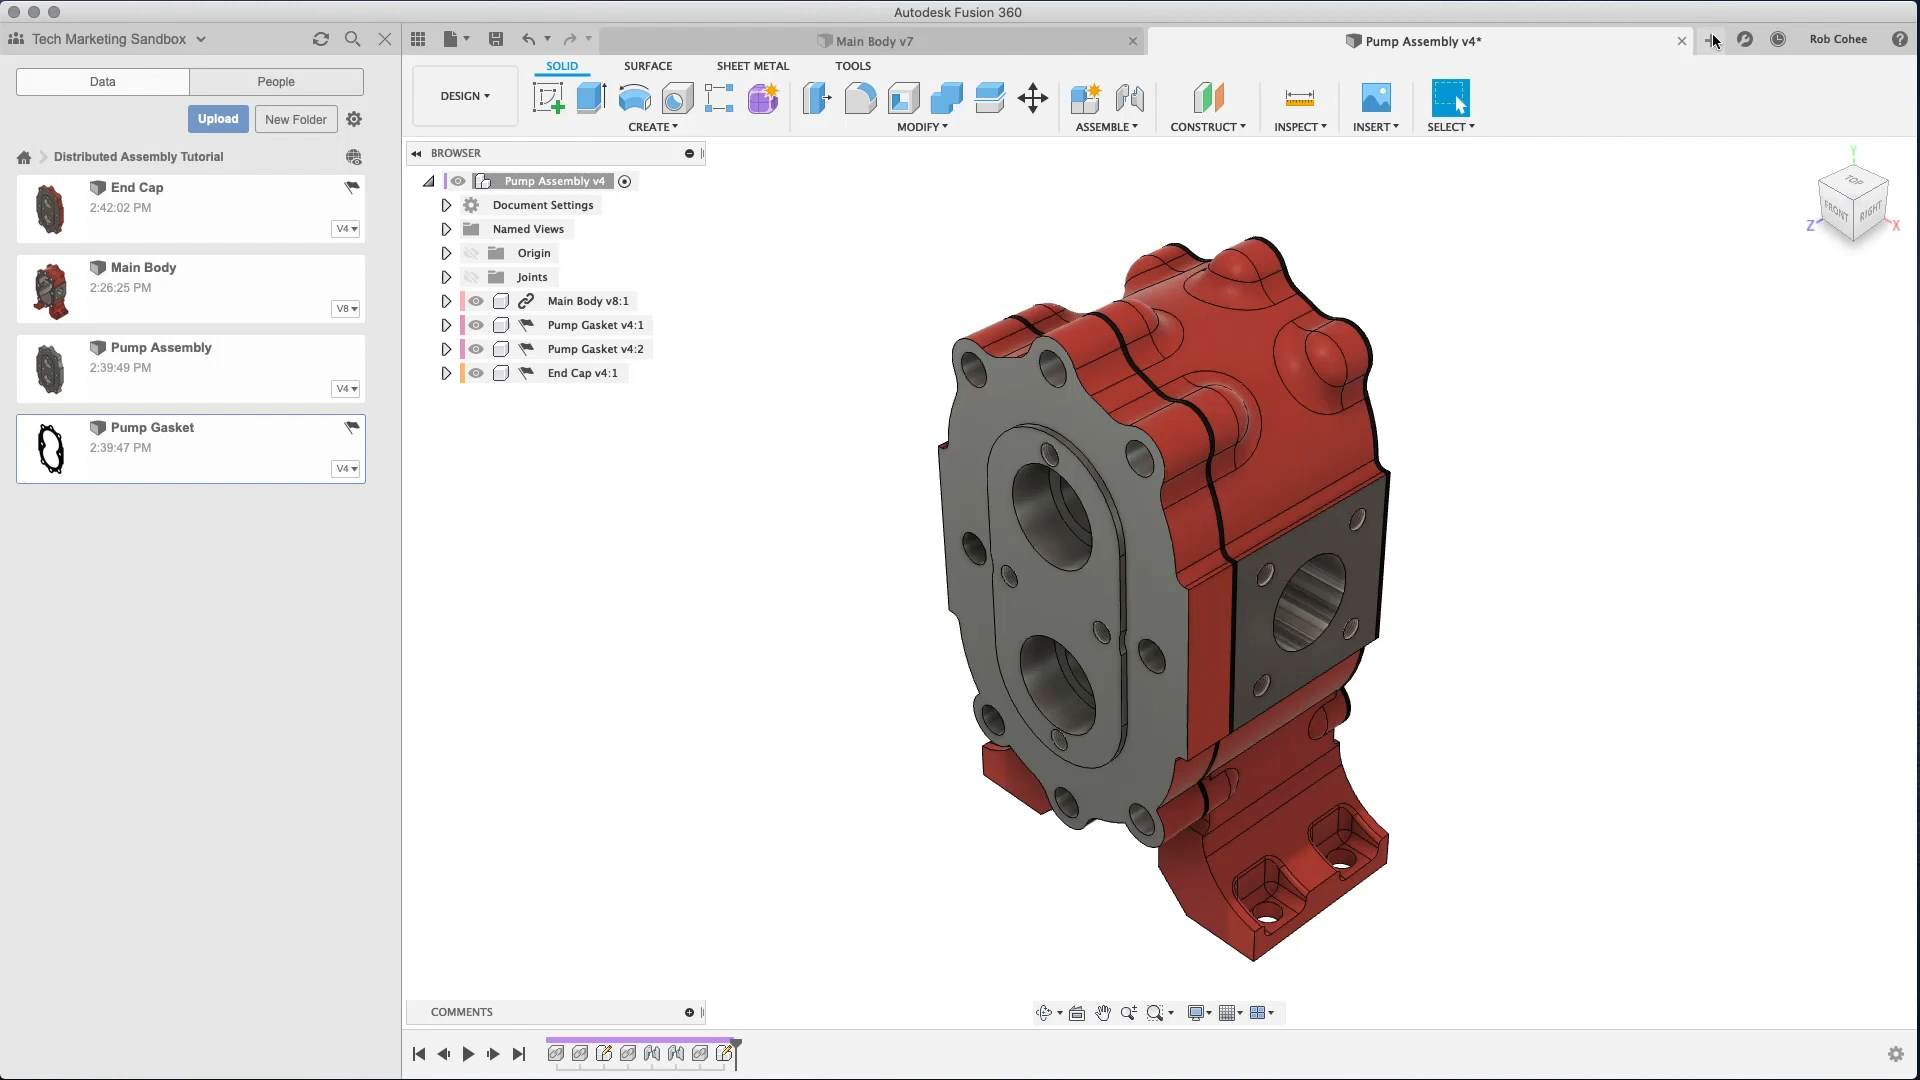 Autodesk Fusion 360
Tech Marketing Sandbox
Main Body v7
Pump Assembly v4*
Rob Cohee
Data
People
Upload
New Folder
Distributed Assembly Tutorial
End Cap
2:42:02 PM
V4
Main Body
2:26:25 PM
V8
Pump Assembly
2:39:49 PM
V4
Pump Gasket
2:39:47 PM
V4
DESIGN
SOLID
SURFACE
SHEET METAL
TOOLS
CREATE
MODIFY
ASSEMBLE
CONSTRUCT
INSPECT
INSERT
SELECT
BROWSER
Pump Assembly v4
Document Settings
Named Views
Origin
Joints
Main Body v8:1
Pump Gasket v4:1
Pump Gasket v4:2
End Cap v4:1
Y
TOP
FRONT
RIGHT
Z
X
COMMENTS